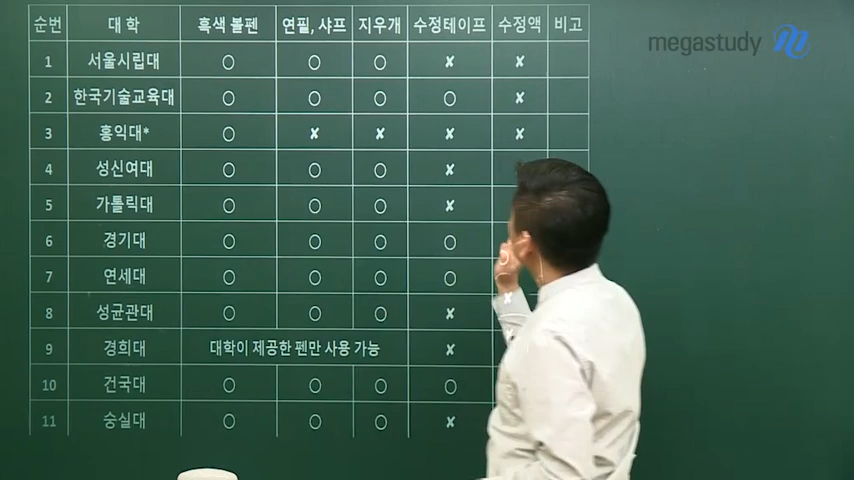 순번 대 학 흑색 볼펜 연필, 샤프 지우개 수정테이프 수정액 비고
megastudy
1 서울시립대 ○ ○ ○ ✘ ✘
2 한국기술교육대 ○ ○ ○ ○ ✘
3 홍익대* ○ ✘ ✘ ✘ ✘
4 성신여대 ○ ○ ○ ✘
5 가톨릭대 ○ ○ ○ ✘
6 경기대 ○ ○ ○ ○
7 연세대 ○ ○ ○ ○
8 성균관대 ○ ○ ○ ✘ ✘
9 경희대 대학이 제공한 펜만 사용 가능 ✘
10 건국대 ○ ○ ○ ○
11 숭실대 ○ ○ ○ ✘